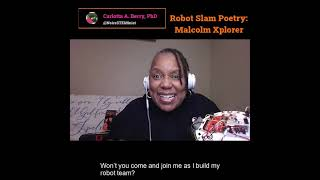 Carlotta A. Berry, PhD
@NoireSTEMinist
Robot Slam Poetry:
Malcolm Xplorer
Won't you come and join me as I build my
robot team?